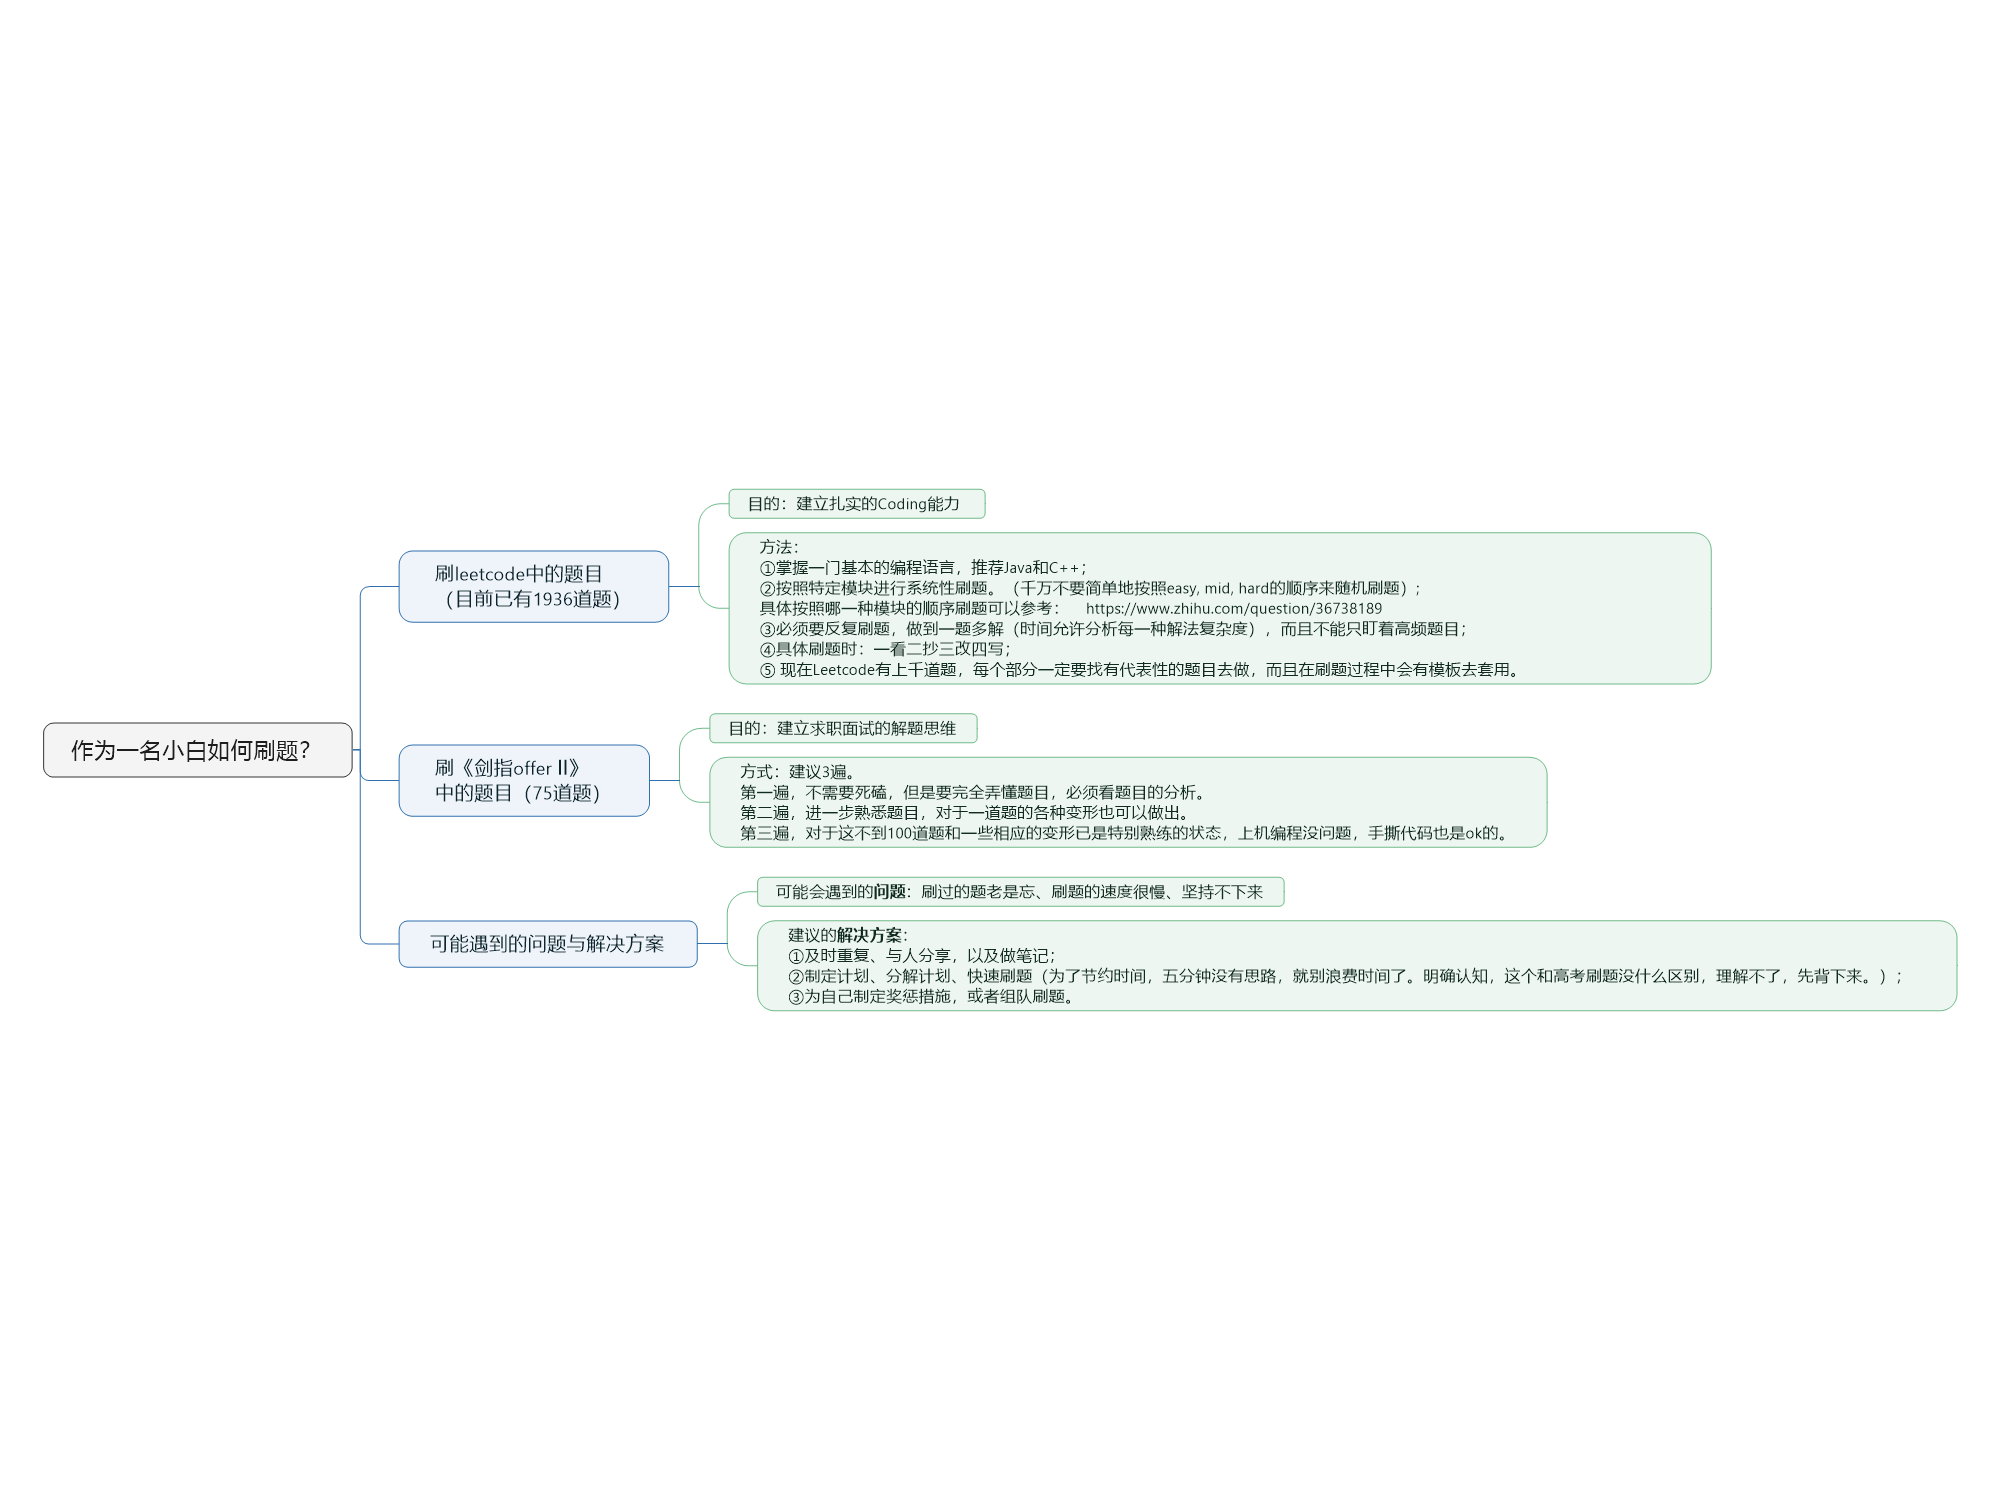 作为一名小白如何刷题?
刷leetcode中的题目
（目前已有1936道题）
目的：建立扎实的Coding能力
方法：
①掌握一门基本的编程语言，推荐Java和C++；
②按照特定模块进行系统性刷题。（千万不要简单地按照easy, mid, hard的顺序来随机刷题）；
具体按照哪一种模块的顺序刷题可以参考： https://www.zhihu.com/question/36738189
③必须要反复刷题，做到一题多解（时间允许分析每一种解法复杂度），而且不能只盯着高频题目；
④具体刷题时：一看二抄三改四写；
⑤ 现在Leetcode有上千道题，每个部分一定要找有代表性的题目去做，而且在刷题过程中会有模板去套用。
刷《剑指offer II》
中的题目（75道题）
目的：建立求职面试的解题思维
方式：建议3遍。
第一遍，不需要死磕，但是要完全弄懂题目，必须看题目的分析。
第二遍，进一步熟悉题目，对于一道题的各种变形也可以做出。
第三遍，对于这不到100道题和一些相应的变形已是特别熟练的状态，上机编程没问题，手撕代码也是ok的。
可能遇到的问题与解决方案
可能会遇到的问题：刷过的题老是忘、刷题的速度很慢、坚持不下来
建议的解决方案：
①及时重复、与人分享，以及做笔记；
②制定计划、分解计划、快速刷题（为了节约时间，五分钟没有思路，就别浪费时间了。明确认知，这个和高考刷题没什么区别，理解不了，先背下来。）；
③为自己制定奖惩措施，或者组队刷题。